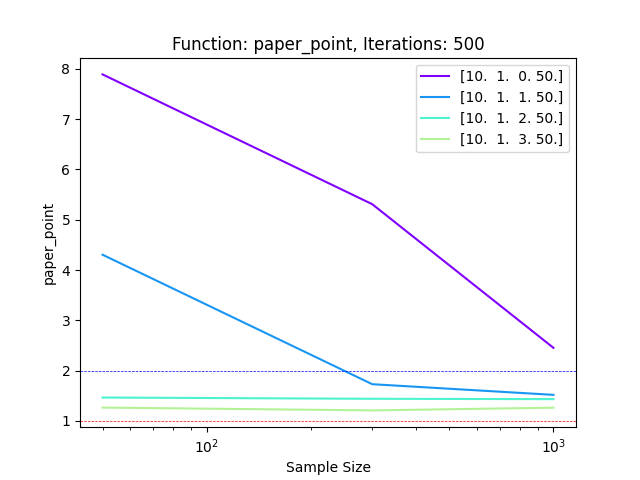 Function: paper_point, Iterations: 500
[10. 1. 0. 50.]
[10. 1. 1. 50.]
[10. 1. 2. 50.]
[10. 1. 3. 50.]
paper_point
8
7
6
5
4
3
2
1
10²
10³
Sample Size